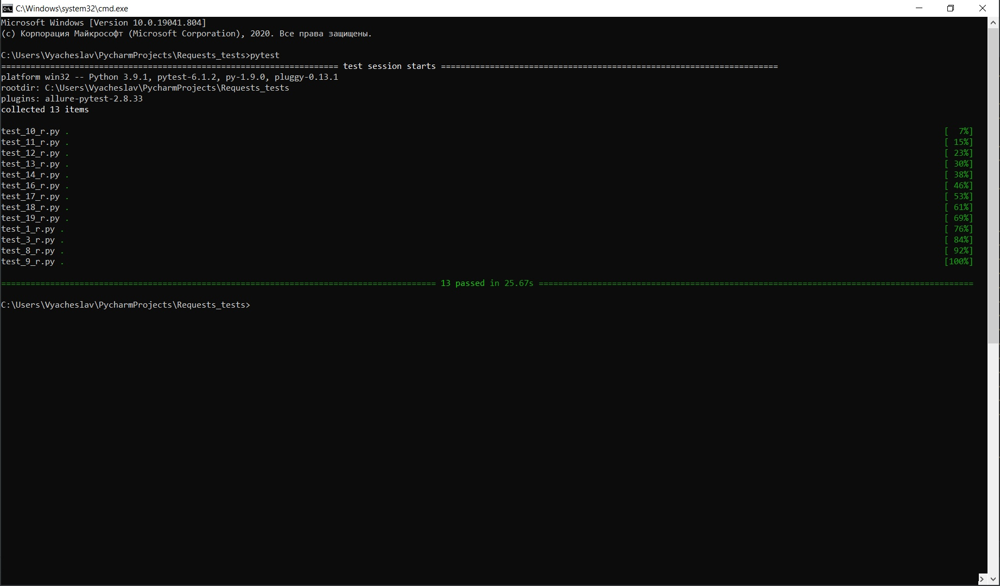 C:\Windows\system32\cmd.exe
Microsoft Windows [Version 10.0.19041.804]
(c) Корпорация Майкрософт (Microsoft Corporation), 2020. Все права защищены.
C:\Users\Vyacheslav\PycharmProjects\Requests_tests>pytest
===================================================================== test session starts =====================================================================
platform win32 -- Python 3.9.1, pytest-6.1.2, py-1.9.0, pluggy-0.13.1
rootdir: C:\Users\Vyacheslav\PycharmProjects\Requests_tests
plugins: allure-pytest-2.8.33
collected 13 items
test_10_r.py . [  7%]
test_11_r.py . [ 15%]
test_12_r.py . [ 23%]
test_13_r.py . [ 30%]
test_14_r.py . [ 38%]
test_16_r.py . [ 46%]
test_17_r.py . [ 53%]
test_18_r.py . [ 61%]
test_19_r.py . [ 69%]
test_1_r.py . [ 76%]
test_3_r.py . [ 84%]
test_8_r.py . [ 92%]
test_9_r.py . [100%]
========================================================================================= 13 passed in 25.67s =========================================================================================
C:\Users\Vyacheslav\PycharmProjects\Requests_tests>